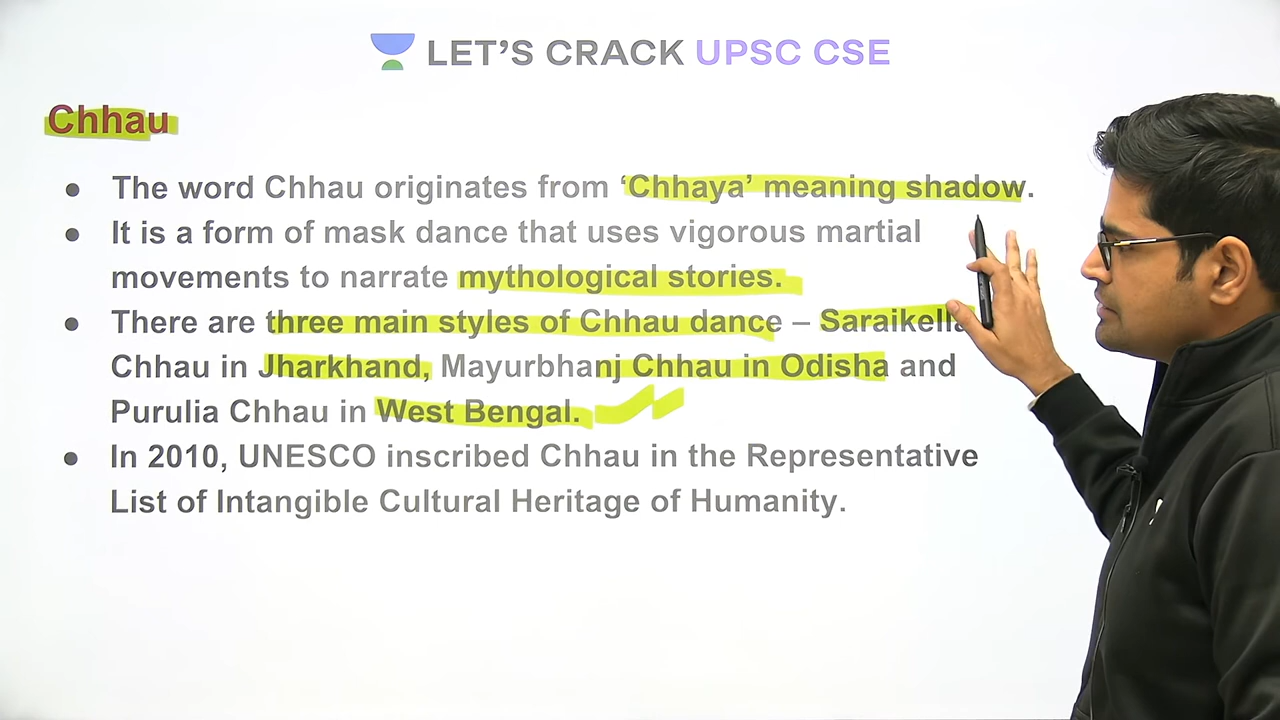 LET'S CRACK UPSC CSE
Chhau
● The word Chhau originates from ‘Chhaya’ meaning shadow.
● It is a form of mask dance that uses vigorous martial
movements to narrate mythological stories.
● There are three main styles of Chhau dance – Saraikella
Chhau in Jharkhand, Mayurbhanj Chhau in Odisha and
Purulia Chhau in West Bengal.
● In 2010, UNESCO inscribed Chhau in the Representative
List of Intangible Cultural Heritage of Humanity.